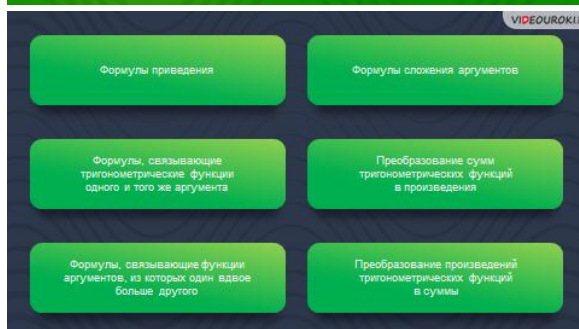 VIDEOUROKI
Формулы приведения
Формулы сложения аргументов
Формулы, связывающие
тригонометрические функции
одного и того же аргумента
Преобразование сумм
тригонометрических функций
в произведения
Формулы, связывающие функции
аргументов, из которых один вдвое
больше другого
Преобразование произведений
тригонометрических функций
в суммы